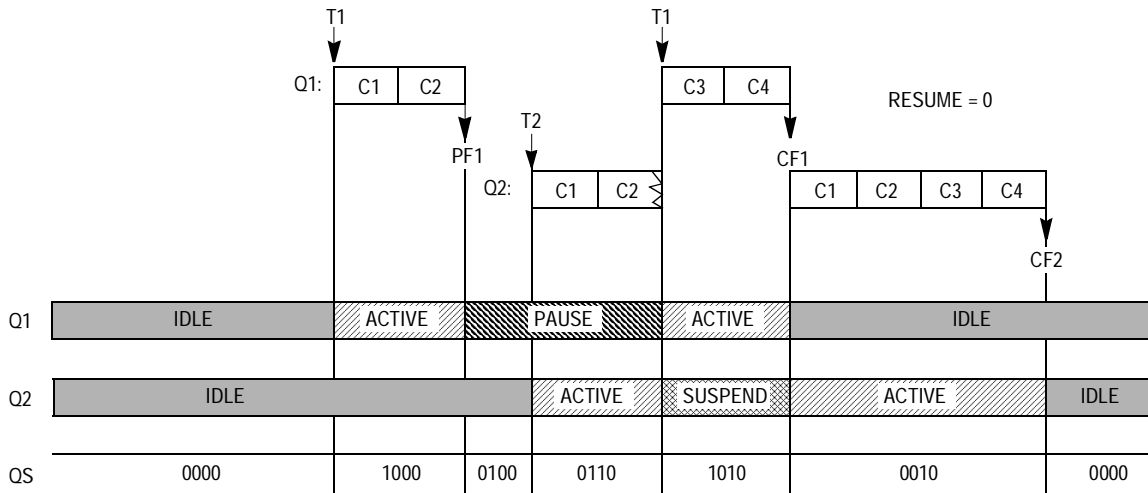 T1 T1
Q1: C1 C2 C3 C4
RESUME = 0
T2
PF1 CF1
Q2: C1 C2 C1 C2 C3 C4
CF2
Q1 IDLE ACTIVE PAUSE ACTIVE IDLE
Q2 IDLE ACTIVE SUSPEND ACTIVE IDLE
QS 0000 1000 0100 0110 1010 0010 0000